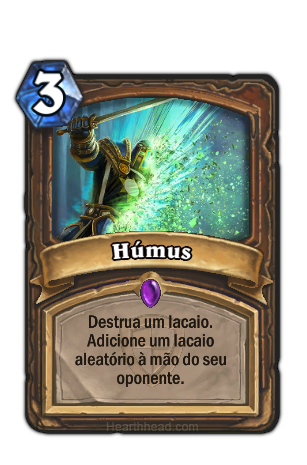 3
Húmus
Destrua um lacaio.
Adicione um lacaio
aleatório à mão do seu
oponente.
Hearthhead.com